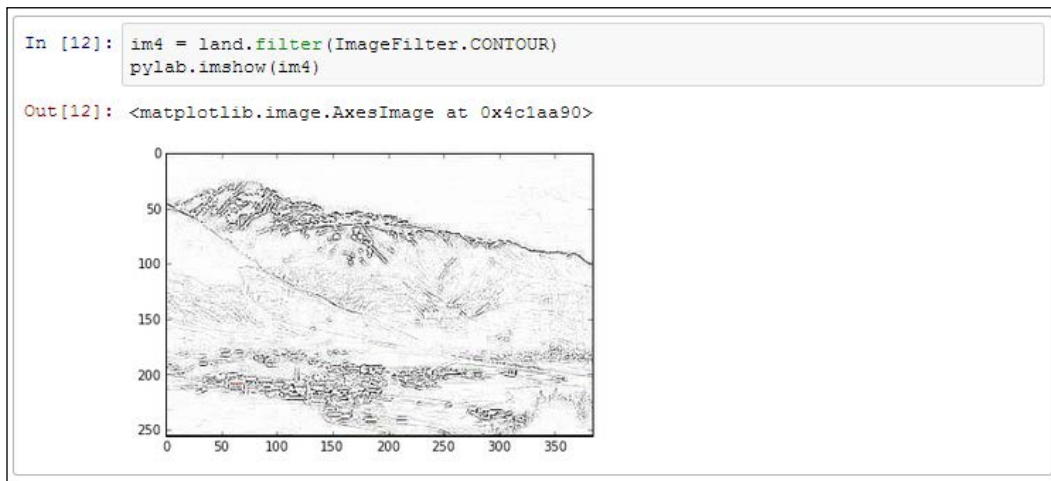 In [12]: im4 = land.filter(ImageFilter.CONTOUR)
pylab.imshow(im4)
Out[12]: <matplotlib.image.AxesImage at 0x4c1aa90>
0
50
100
150
200
250
0 50 100 150 200 250 300 350